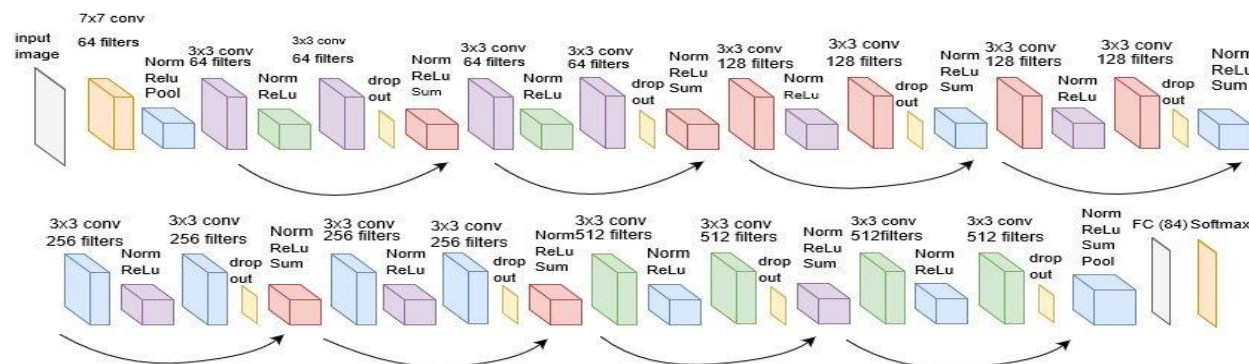 input
image
7x7 conv
64 filters
Norm
Relu
Pool
3x3 conv
64 filters
Norm
ReLu
3x3 conv
64 filters
drop
out
Norm
ReLu
Sum
3x3 conv
64 filters
Norm
ReLu
3x3 conv
64 filters
drop
out
Norm
ReLu
Sum
3x3 conv
128 filters
Norm
ReLu
3x3 conv
128 filters
drop
out
Norm
ReLu
Sum
3x3 conv
128 filters
Norm
ReLu
3x3 conv
128 filters
drop
out
Norm
ReLu
Sum
3x3 conv
256 filters
Norm
ReLu
3x3 conv
256 filters
drop
out
Norm
ReLu
Sum
3x3 conv
256 filters
Norm
ReLu
3x3 conv
256 filters
drop
out
Norm
ReLu
Sum
3x3 conv
512 filters
Norm
ReLu
3x3 conv
512 filters
drop
out
Norm
ReLu
Sum
3x3 conv
512filters
Norm
ReLu
3x3 conv
512 filters
drop
out
Norm
ReLu
Sum
Pool
FC (84)
Softmax